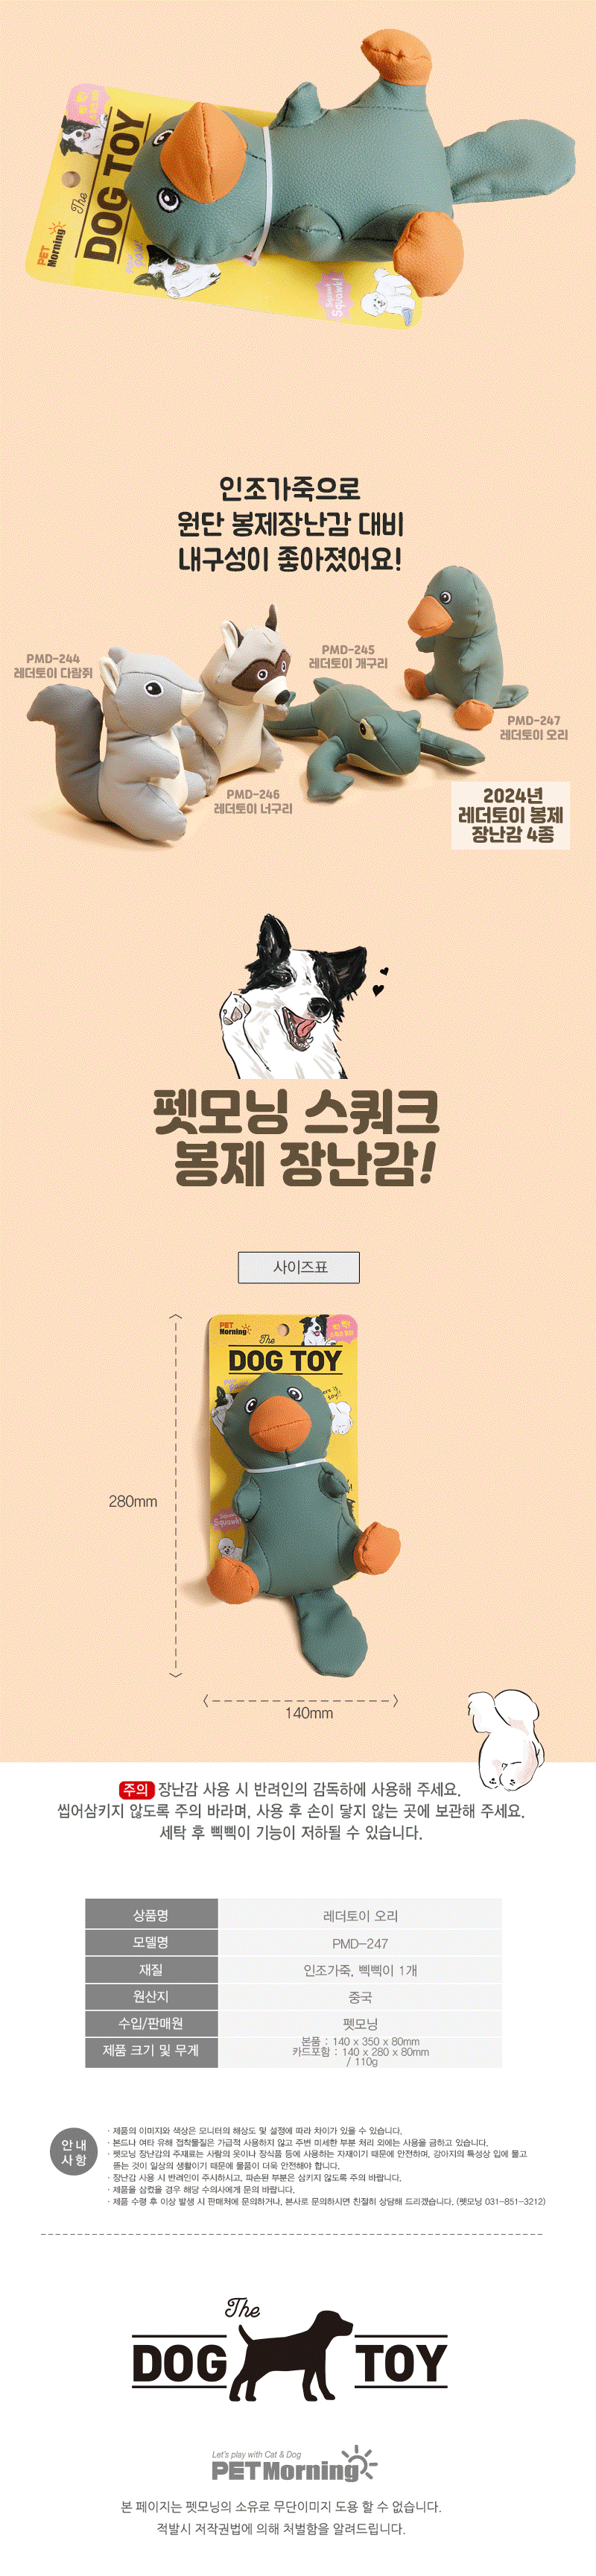 The
DOG TOY
PET
Morning
Squawk!
인조가죽으로
원단 봉제장난감 대비
내구성이 좋아졌어요!
PMD-244
레더토이 다람쥐
PMD-245
레더토이 개구리
PMD-247
레더토이 오리
PMD-246
레더토이 너구리
2024년
레더토이 봉제
장난감 4종
펫모닝 스쿼크
봉제 장난감!
사이즈표
PET
Morning
The
DOG TOY
Squawk!
280mm
140mm
주의 장난감 사용 시 반려인의 감독하에 사용해 주세요.
씹어삼키지 않도록 주의 바라며, 사용 후 손이 닿지 않는 곳에 보관해 주세요.
세탁 후 삑삑이 기능이 저하될 수 있습니다.
상품명 레더토이 오리
모델명 PMD-247
재질 인조가죽, 삑삑이 1개
원산지 중국
수입/판매원 펫모닝
제품 크기 및 무게 본품 : 140 x 350 x 80mm
카드포함 : 140 x 280 x 80mm
/ 110g
안내
사항
· 제품의 이미지와 색상은 모니터의 해상도 및 설정에 따라 차이가 있을 수 있습니다.
· 본드나 여타 유해 접착물질은 가급적 사용하지 않고 주변 미세한 부분 처리 외에는 사용을 금하고 있습니다.
· 펫모닝 장난감의 주재료는 사람의 옷이나 장식품 등에 사용하는 자재이기 때문에 안전하며, 강아지의 특성상 입에 물고
뜯는 것이 일상의 생활이기 때문에 물품이 더욱 안전해야 합니다.
· 장난감 사용 시 반려인이 주시하시고, 파손된 부분은 삼키지 않도록 주의 바랍니다.
· 제품을 삼켰을 경우 해당 수의사에게 문의 바랍니다.
· 제품 수령 후 이상 발생 시 판매처에 문의하거나, 본사로 문의하시면 친절히 상담해 드리겠습니다. (펫모닝 031-851-3212)
The
DOG TOY
Let's play with Cat & Dog
PETMorning
본 페이지는 펫모닝의 소유로 무단이미지 도용 할 수 없습니다.
적발시 저작권법에 의해 처벌함을 알려드립니다.